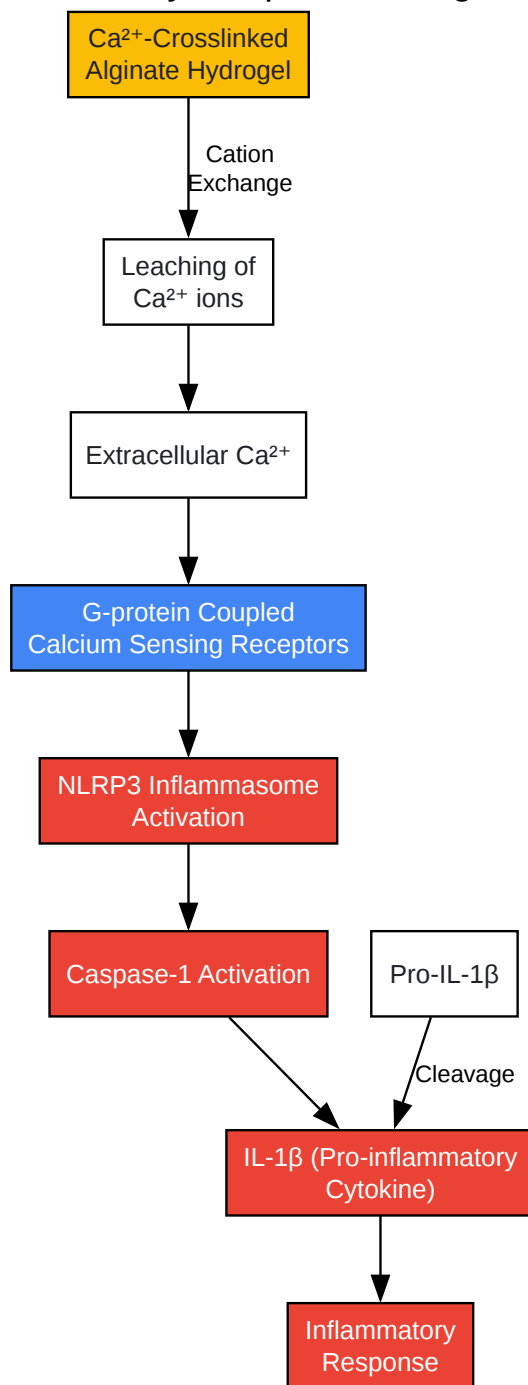 Ca²⁺-Crosslinked
Alginate Hydrogel
Cation
Exchange
Leaching of
Ca²⁺ ions
Extracellular Ca²⁺
G-protein Coupled
Calcium Sensing Receptors
NLRP3 Inflammasome
Activation
Caspase-1 Activation
Pro-IL-1β
Cleavage
IL-1β (Pro-inflammatory
Cytokine)
Inflammatory
Response